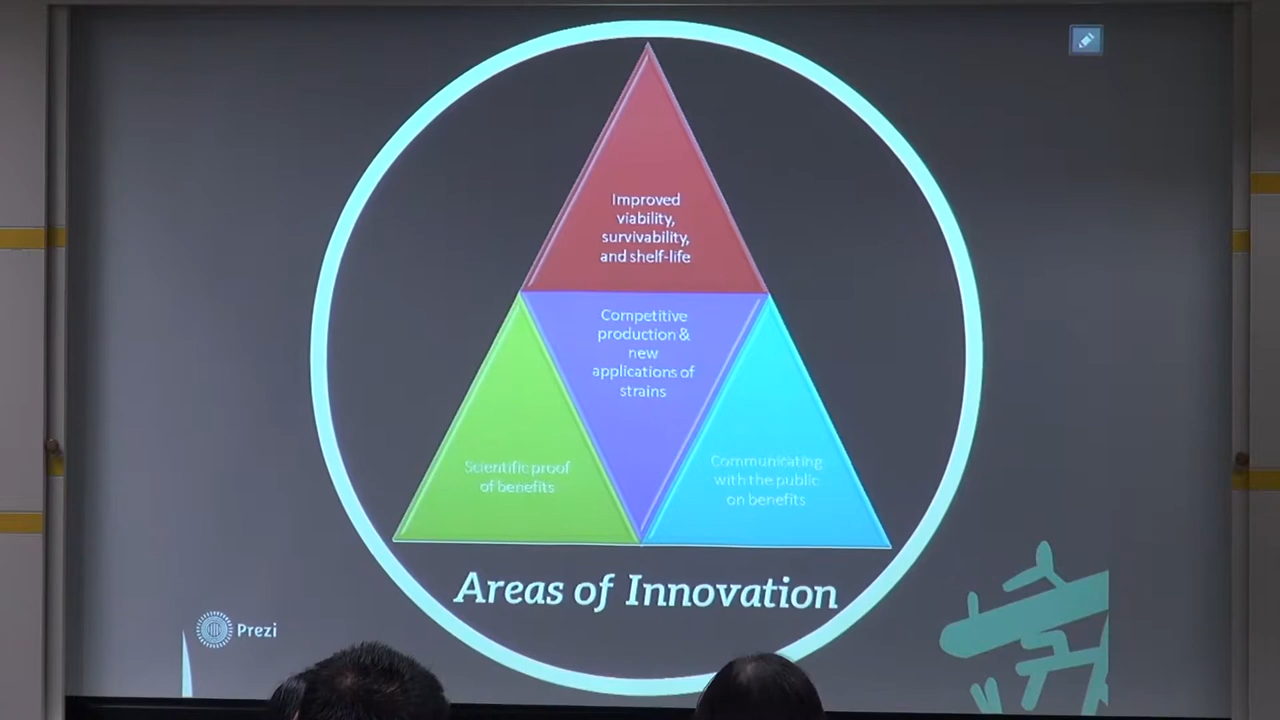 Improved
viability,
survivability,
and shelf-life
Competitive
production &
new
applications of
strains
Scientific proof
of benefits
Communicating
with the public
on benefits
Areas of Innovation
Prezi